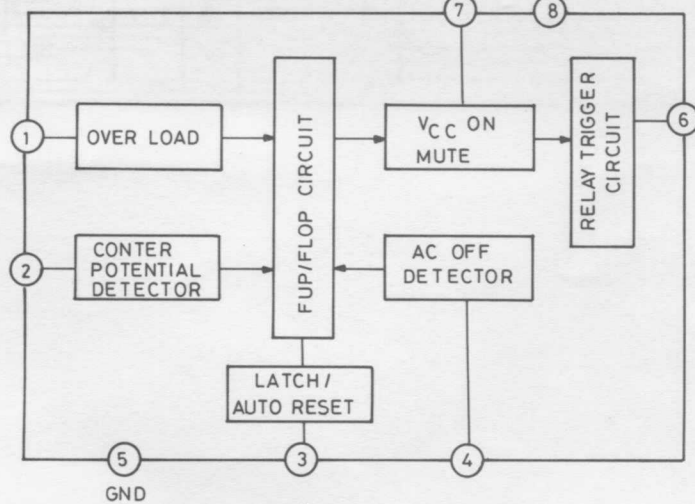 7
8
1
OVER LOAD
FUP/FLOP CIRCUIT
VCC ON
MUTE
RELAY TRIGGER
CIRCUIT
6
2
CONTER
POTENTIAL
DETECTOR
AC OFF
DETECTOR
LATCH/
AUTO RESET
5
3
4
GND